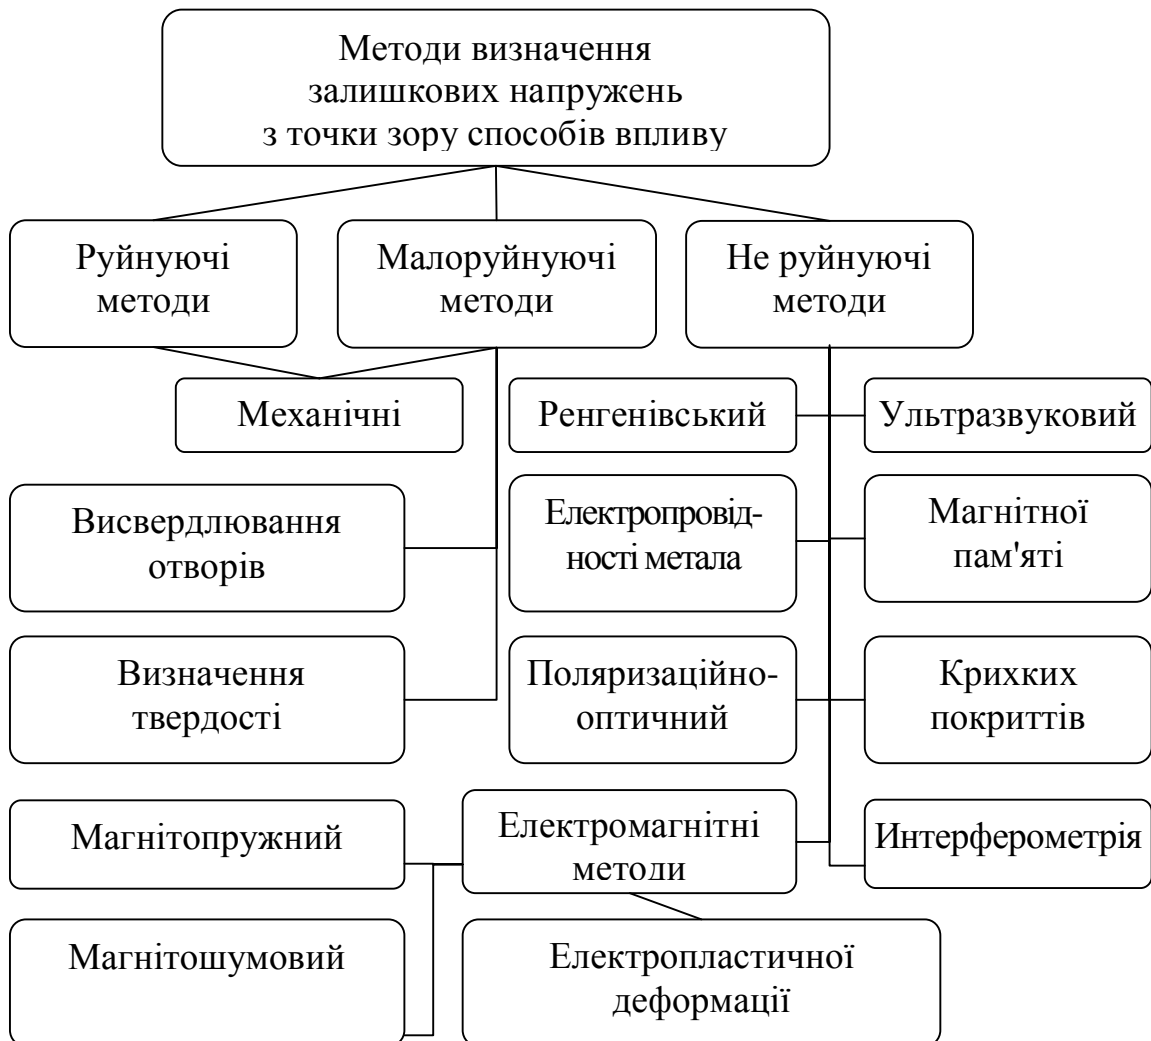 Методи визначення
залишкових напружень
з точки зору способів впливу
Руйнуючі
методи
Малоруйнуючі
методи
Не руйнуючі
методи
Механічні
Ренгенівський
Ультразвуковий
Висвердлювання
отворів
Електропровід-
ності метала
Магнітної
пам'яті
Визначення
твердості
Поляризаційно-
оптичний
Крихких
покриттів
Магнітопружний
Електромагнітні
методи
Интерферометрія
Магнітошумовий
Електропластичної
деформації